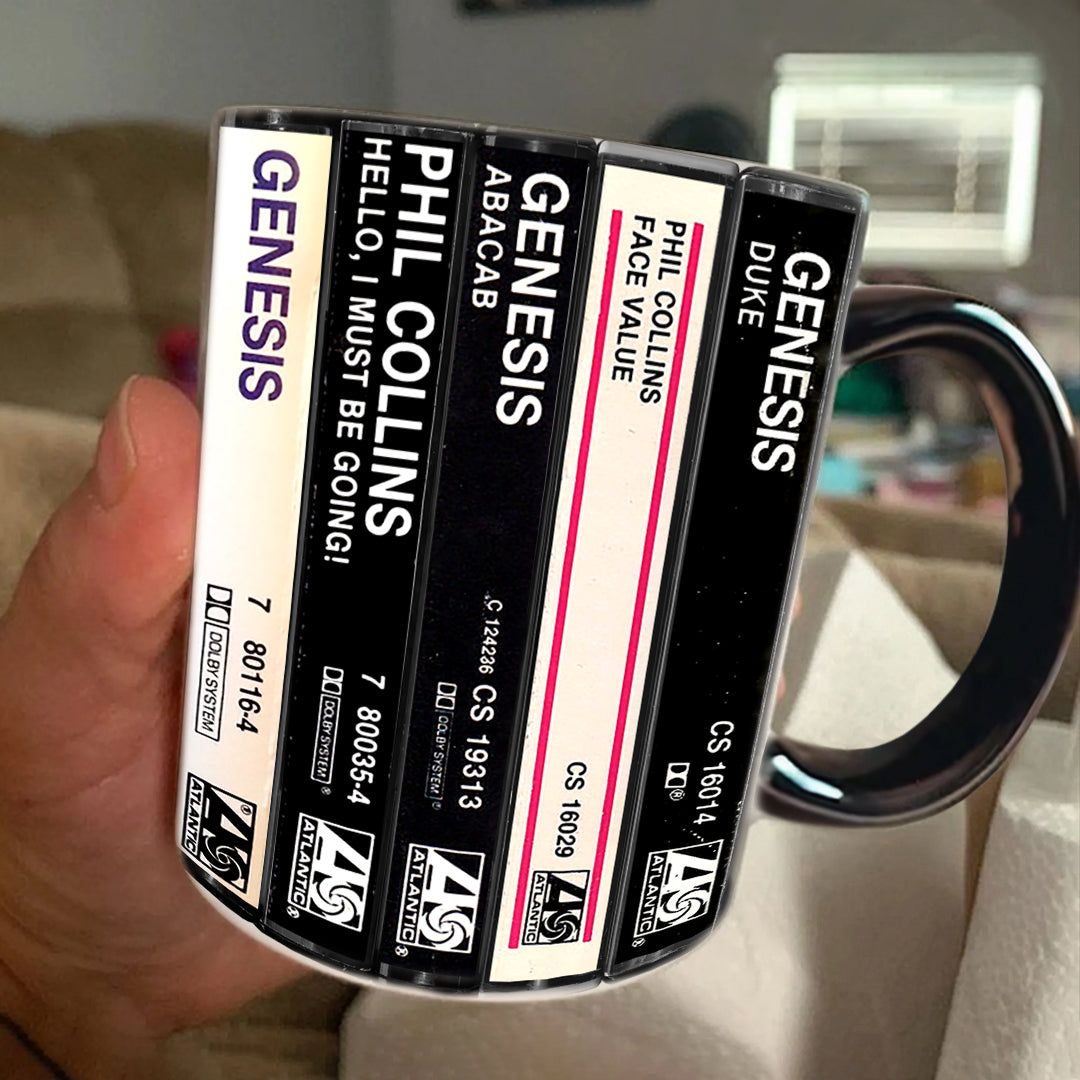 GENESIS
7 80116-4
DOLBY SYSTEM
ATLANTIC®
PHIL COLLINS
HELLO, I MUST BE GOING!
7 80035-4
DOLBY SYSTEM ®
ATLANTIC®
GENESIS
ABACAB
C 124236 CS 19313
DOLBY SYSTEM
ATLANTIC®
PHIL COLLINS
FACE VALUE
CS 16029
ATLANTIC
GENESIS
DUKE
CS 16014
®
ATLANTIC®